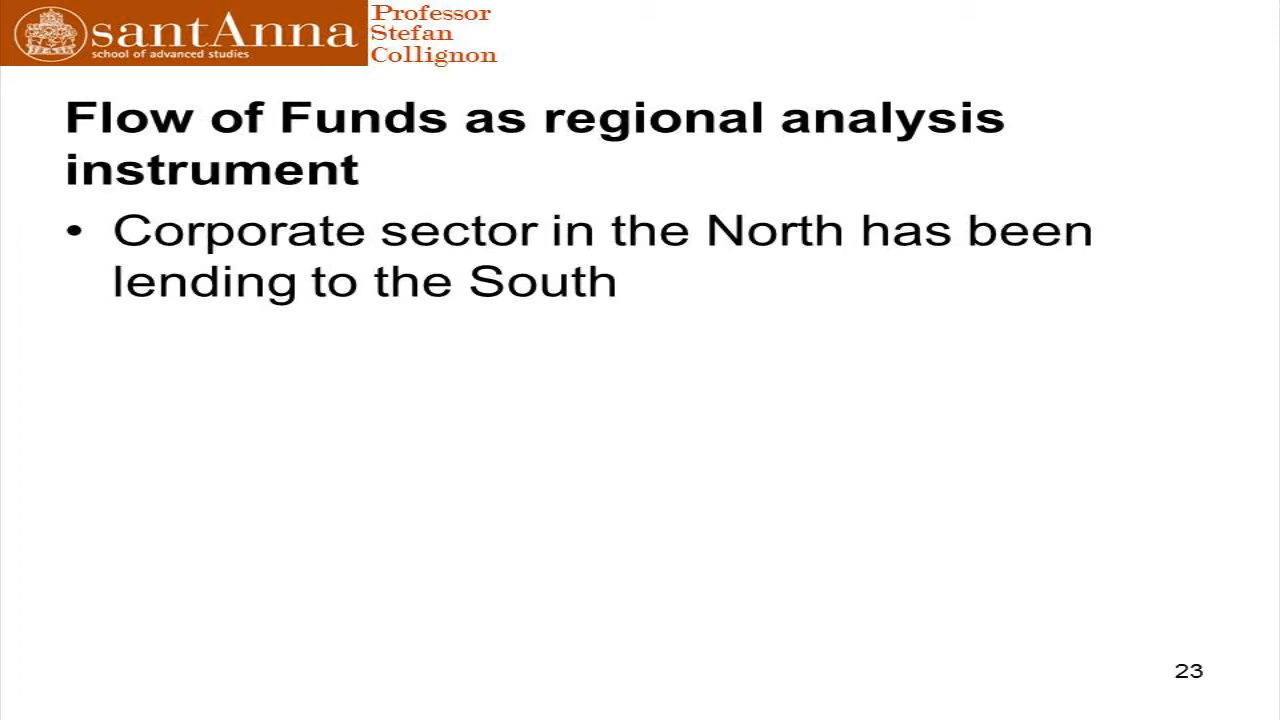 santAnna
school of advanced studies
Professor
Stefan
Collignon
Flow of Funds as regional analysis
instrument
• Corporate sector in the North has been
lending to the South
23